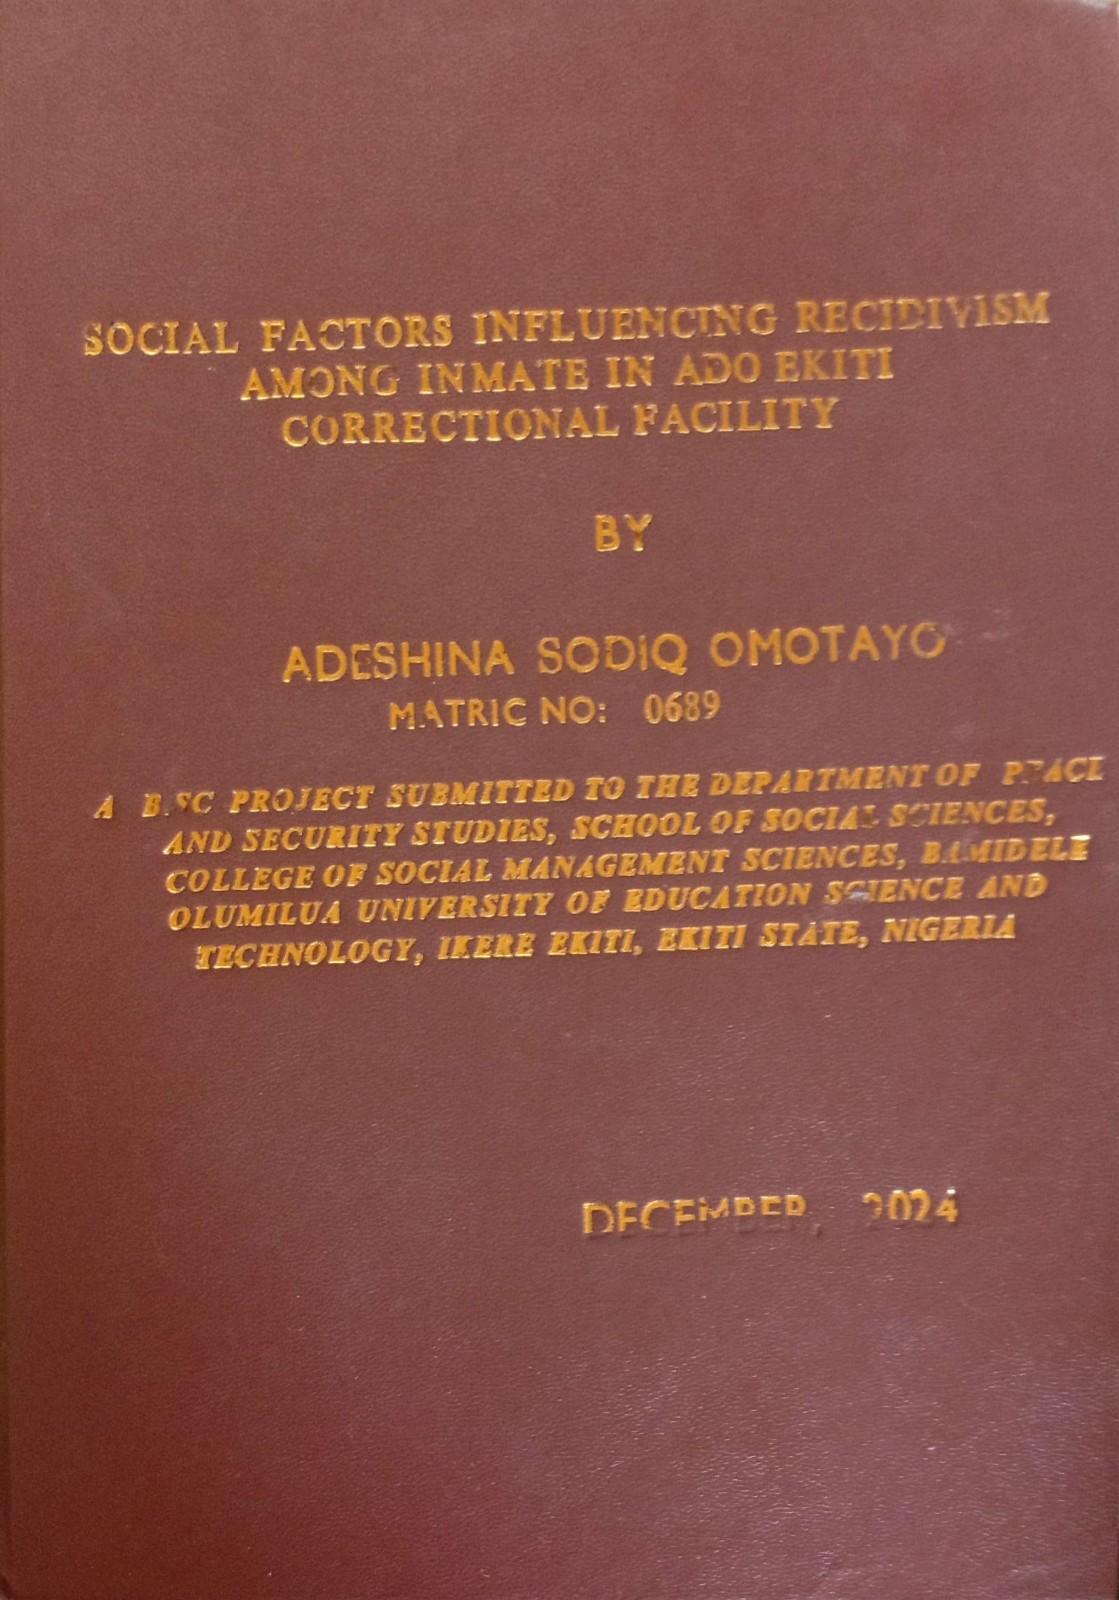 SOCIAL FACTORS INFLUENCING RECIDIVISM
AMONG INMATE IN ADO EKITI
CORRECTIONAL FACILITY
BY
ADESHINA SODIQ OMOTAYO
MATRIC NO: 0689
A B.SC PROJECT SUBMITTED TO THE DEPARTMENT OF PEACE
AND SECURITY STUDIES, SCHOOL OF SOCIAL SCIENCES,
COLLEGE OF SOCIAL MANAGEMENT SCIENCES, BAMIDELE
OLUMILUA UNIVERSITY OF EDUCATION SCIENCE AND
TECHNOLOGY, IKERE EKITI, EKITI STATE, NIGERIA
DECEMBER, 2024